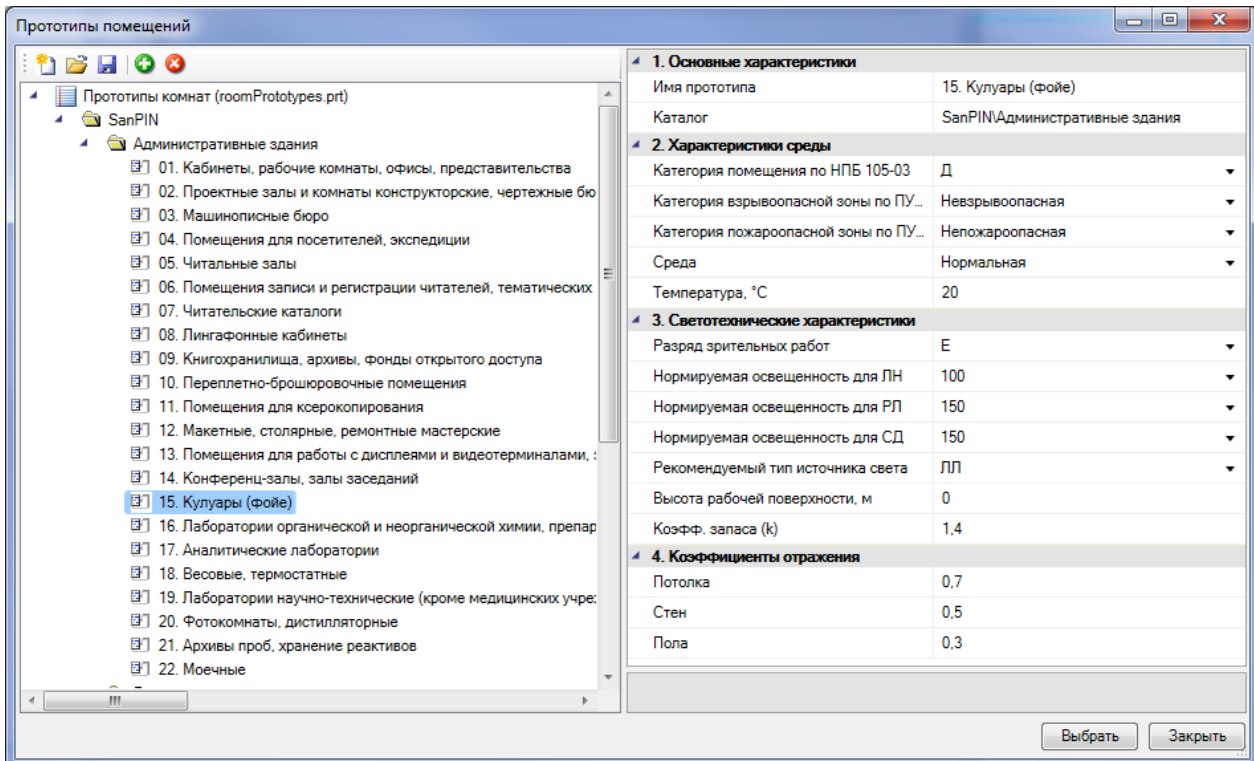 Прототипы помещений
Прототипы комнат (roomPrototypes.prt)
SanPIN
Административные здания
01. Кабинеты, рабочие комнаты, офисы, представительства
02. Проектные залы и комнаты конструкторские, чертежные бю
03. Машинописные бюро
04. Помещения для посетителей, экспедиции
05. Читальные залы
06. Помещения записи и регистрации читателей, тематических
07. Читательские каталоги
08. Лингафонные кабинеты
09. Книгохранилища, архивы, фонды открытого доступа
10. Переплетно-брошюровочные помещения
11. Помещения для ксерокопирования
12. Макетные, столярные, ремонтные мастерские
13. Помещения для работы с дисплеями и видеотерминалами,
14. Конференц-залы, залы заседаний
15. Кулуары (фойе)
16. Лаборатории органической и неорганической химии, препар
17. Аналитические лаборатории
18. Весовые, термостатные
19. Лаборатории научно-технические (кроме медицинских учре
20. Фотокомнаты, дистилляторные
21. Архивы проб, хранение реактивов
22. Моечные
1. Основные характеристики
Имя прототипа 15. Кулуары (фойе)
Каталог SanPIN\Административные здания
2. Характеристики среды
Категория помещения по НПБ 105-03 Д
Категория взрывоопасной зоны по ПУ... Невзрывоопасная
Категория пожароопасной зоны по ПУ... Непожароопасная
Среда Нормальная
Температура, °C 20
3. Светотехнические характеристики
Разряд зрительных работ Е
Нормируемая освещенность для ЛН 100
Нормируемая освещенность для РЛ 150
Нормируемая освещенность для СД 150
Рекомендуемый тип источника света ЛЛ
Высота рабочей поверхности, м 0
Коэфф. запаса (k) 1,4
4. Коэффициенты отражения
Потолка 0,7
Стен 0,5
Пола 0,3
Выбрать Закрыть